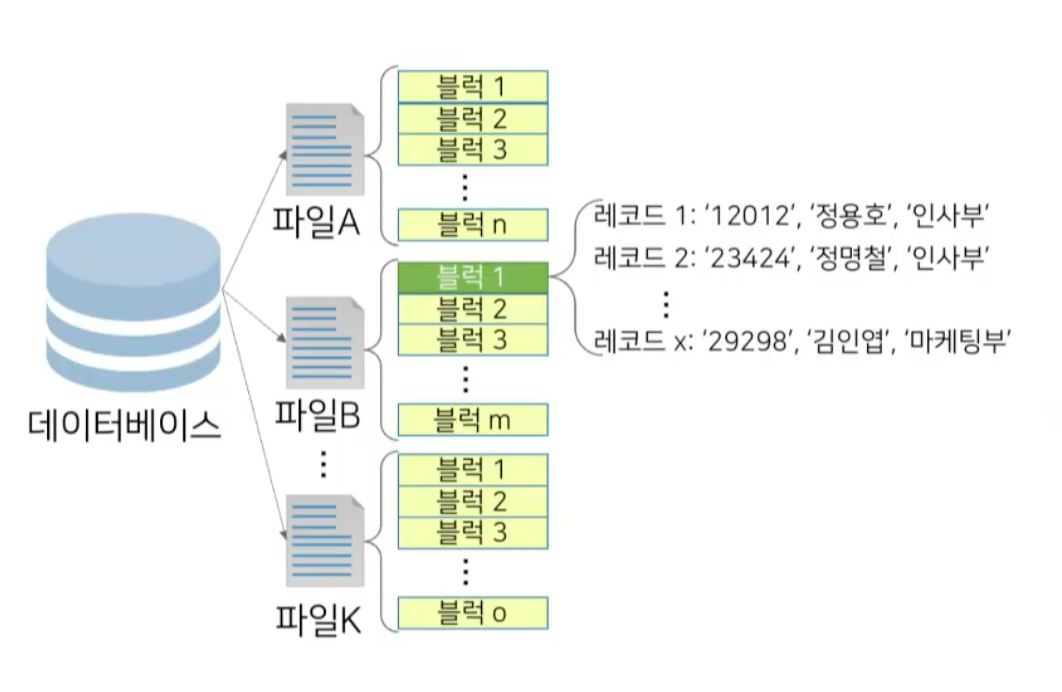 데이터베이스
파일A
블럭 1
블럭 2
블럭 3
⋮
블럭 n
파일B
블럭 1
블럭 2
블럭 3
⋮
블럭 m
레코드 1: ‘12012’, ‘정용호’, ‘인사부’
레코드 2: ‘23424’, ‘정명철’, ‘인사부’
⋮
레코드 x: ‘29298’, ‘김인엽’, ‘마케팅부’
⋮
파일K
블럭 1
블럭 2
블럭 3
⋮
블럭 o